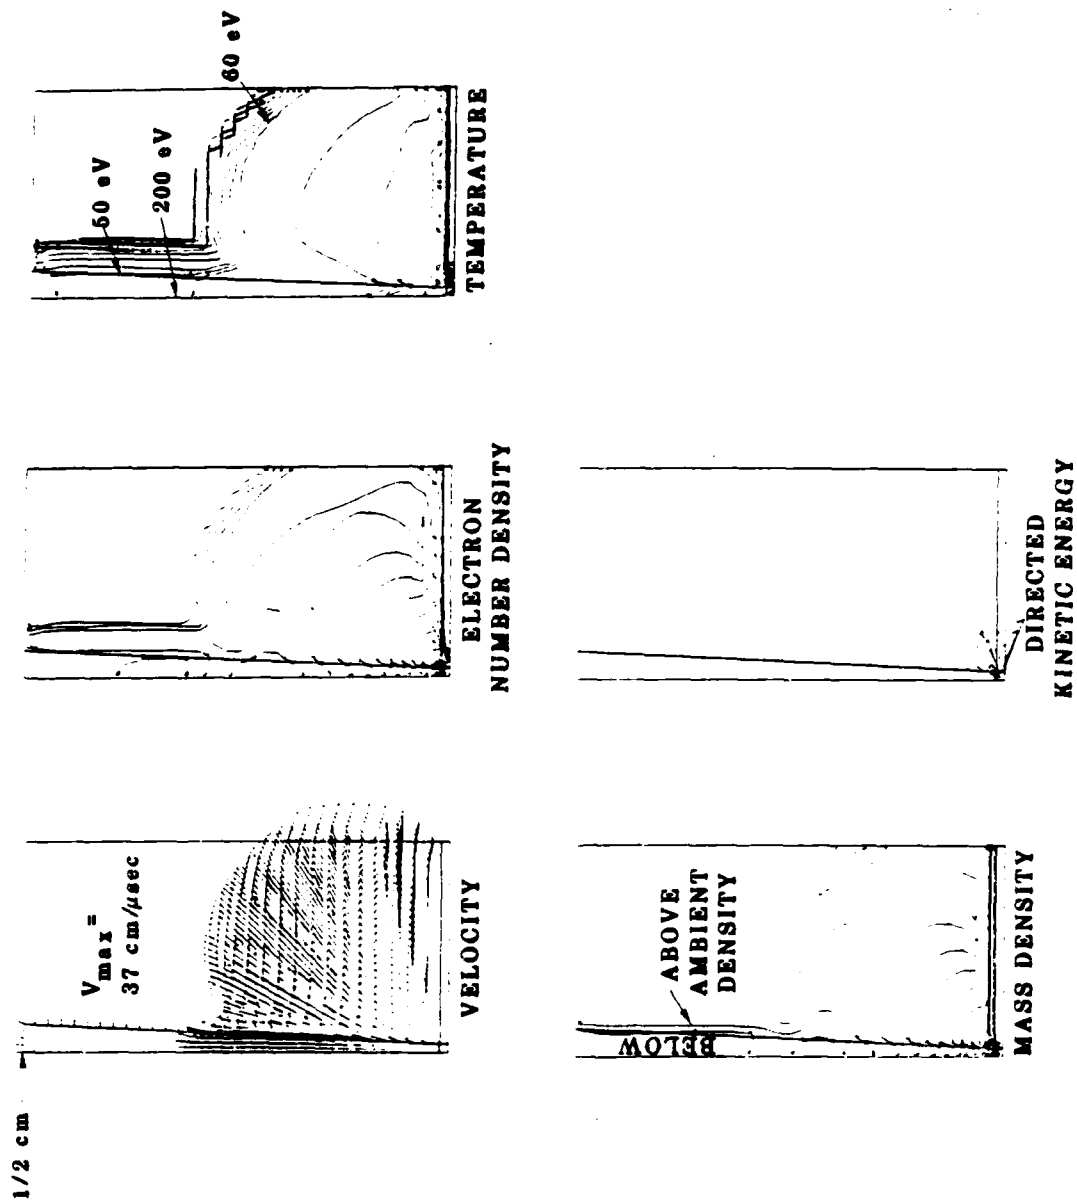 1/2 cm
V_max =
37 cm/μsec
VELOCITY
ELECTRON
NUMBER DENSITY
50 eV
200 eV
60 eV
TEMPERATURE
BELOW
ABOVE
AMBIENT
DENSITY
MASS DENSITY
DIRECTED
KINETIC ENERGY